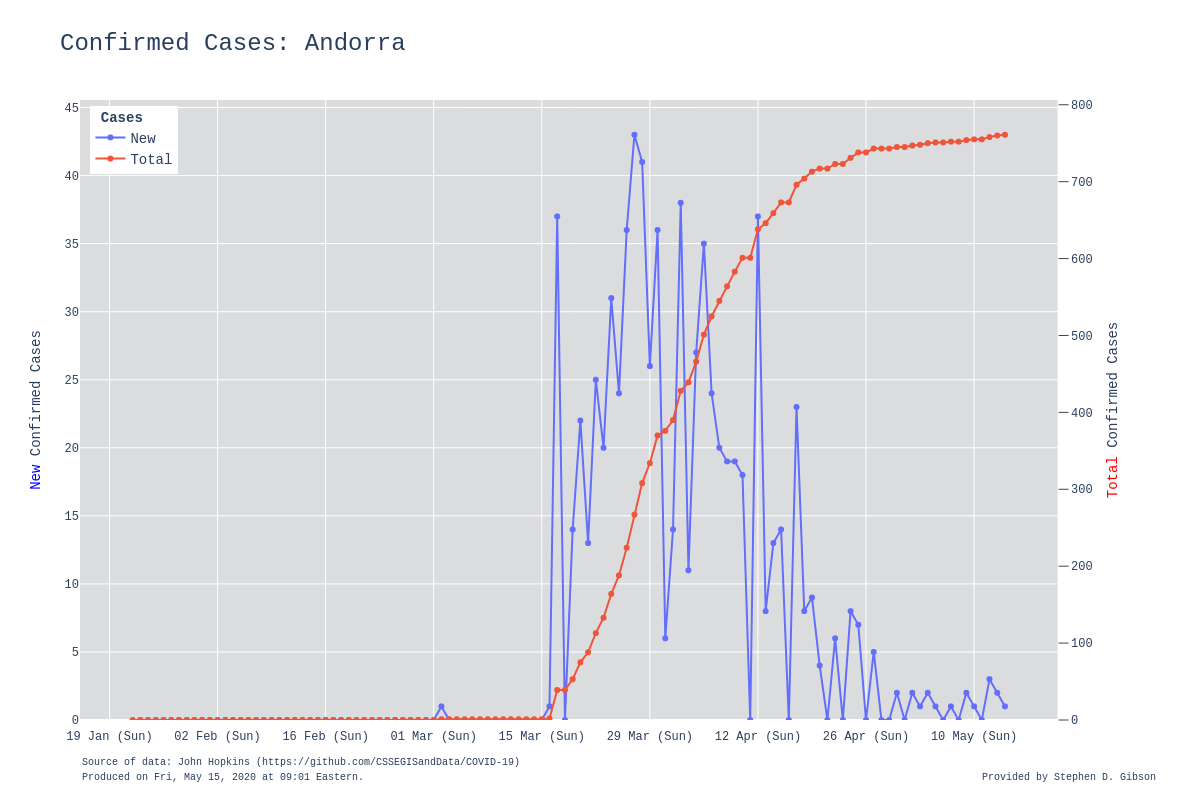 Confirmed Cases: Andorra
Cases
New
Total
45
40
35
30
25
20
15
10
5
0
800
700
600
500
400
300
200
100
0
New Confirmed Cases
Total Confirmed Cases
19 Jan (Sun) 02 Feb (Sun) 16 Feb (Sun) 01 Mar (Sun) 15 Mar (Sun) 29 Mar (Sun) 12 Apr (Sun) 26 Apr (Sun) 10 May (Sun)
Source of data: John Hopkins (https://github.com/CSSEGISandData/COVID-19)
Produced on Fri, May 15, 2020 at 09:01 Eastern.
Provided by Stephen D. Gibson